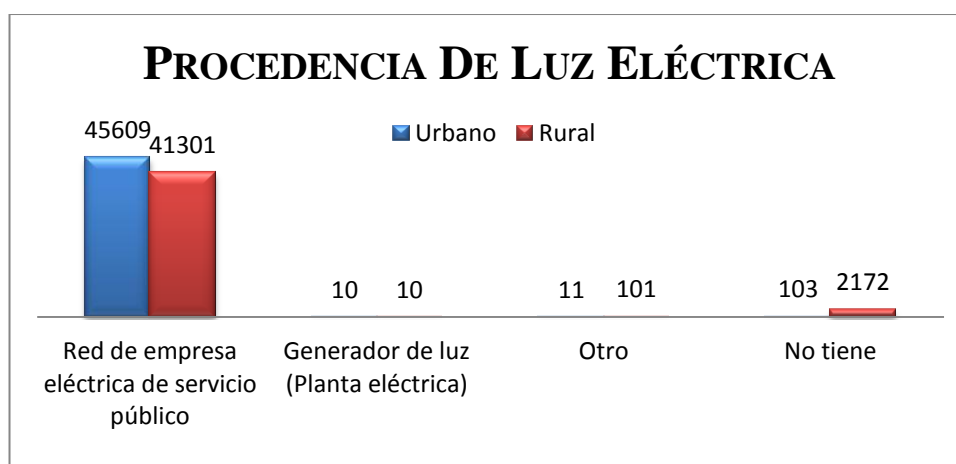 PROCEDENCIA DE LUZ ELÉCTRICA
Urbano Rural
45609 41301
10 10
11 101
103 2172
Red de empresa
eléctrica de servicio
público
Generador de luz
(Planta eléctrica)
Otro
No tiene